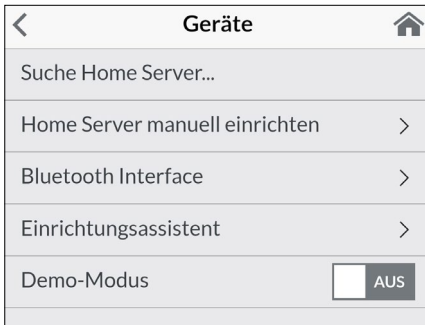 Geräte
Suche Home Server...
Home Server manuell einrichten
Bluetooth Interface
Einrichtungsassistent
Demo-Modus AUS